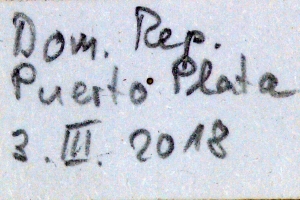 Dom. Rep.
Puerto Plata
3. III. 2018